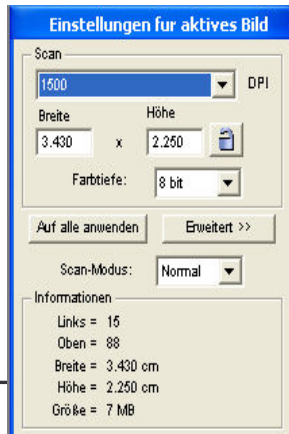 Einstellungen fur aktives Bild
Scan
1500 DPI
Breite Höhe
3.430 x 2.250
Farbtiefe: 8 bit
Auf alle anwenden Erweitert >>
Scan-Modus: Normal
Informationen
Links = 15
Oben = 88
Breite = 3.430 cm
Höhe = 2.250 cm
Größe = 7 MB